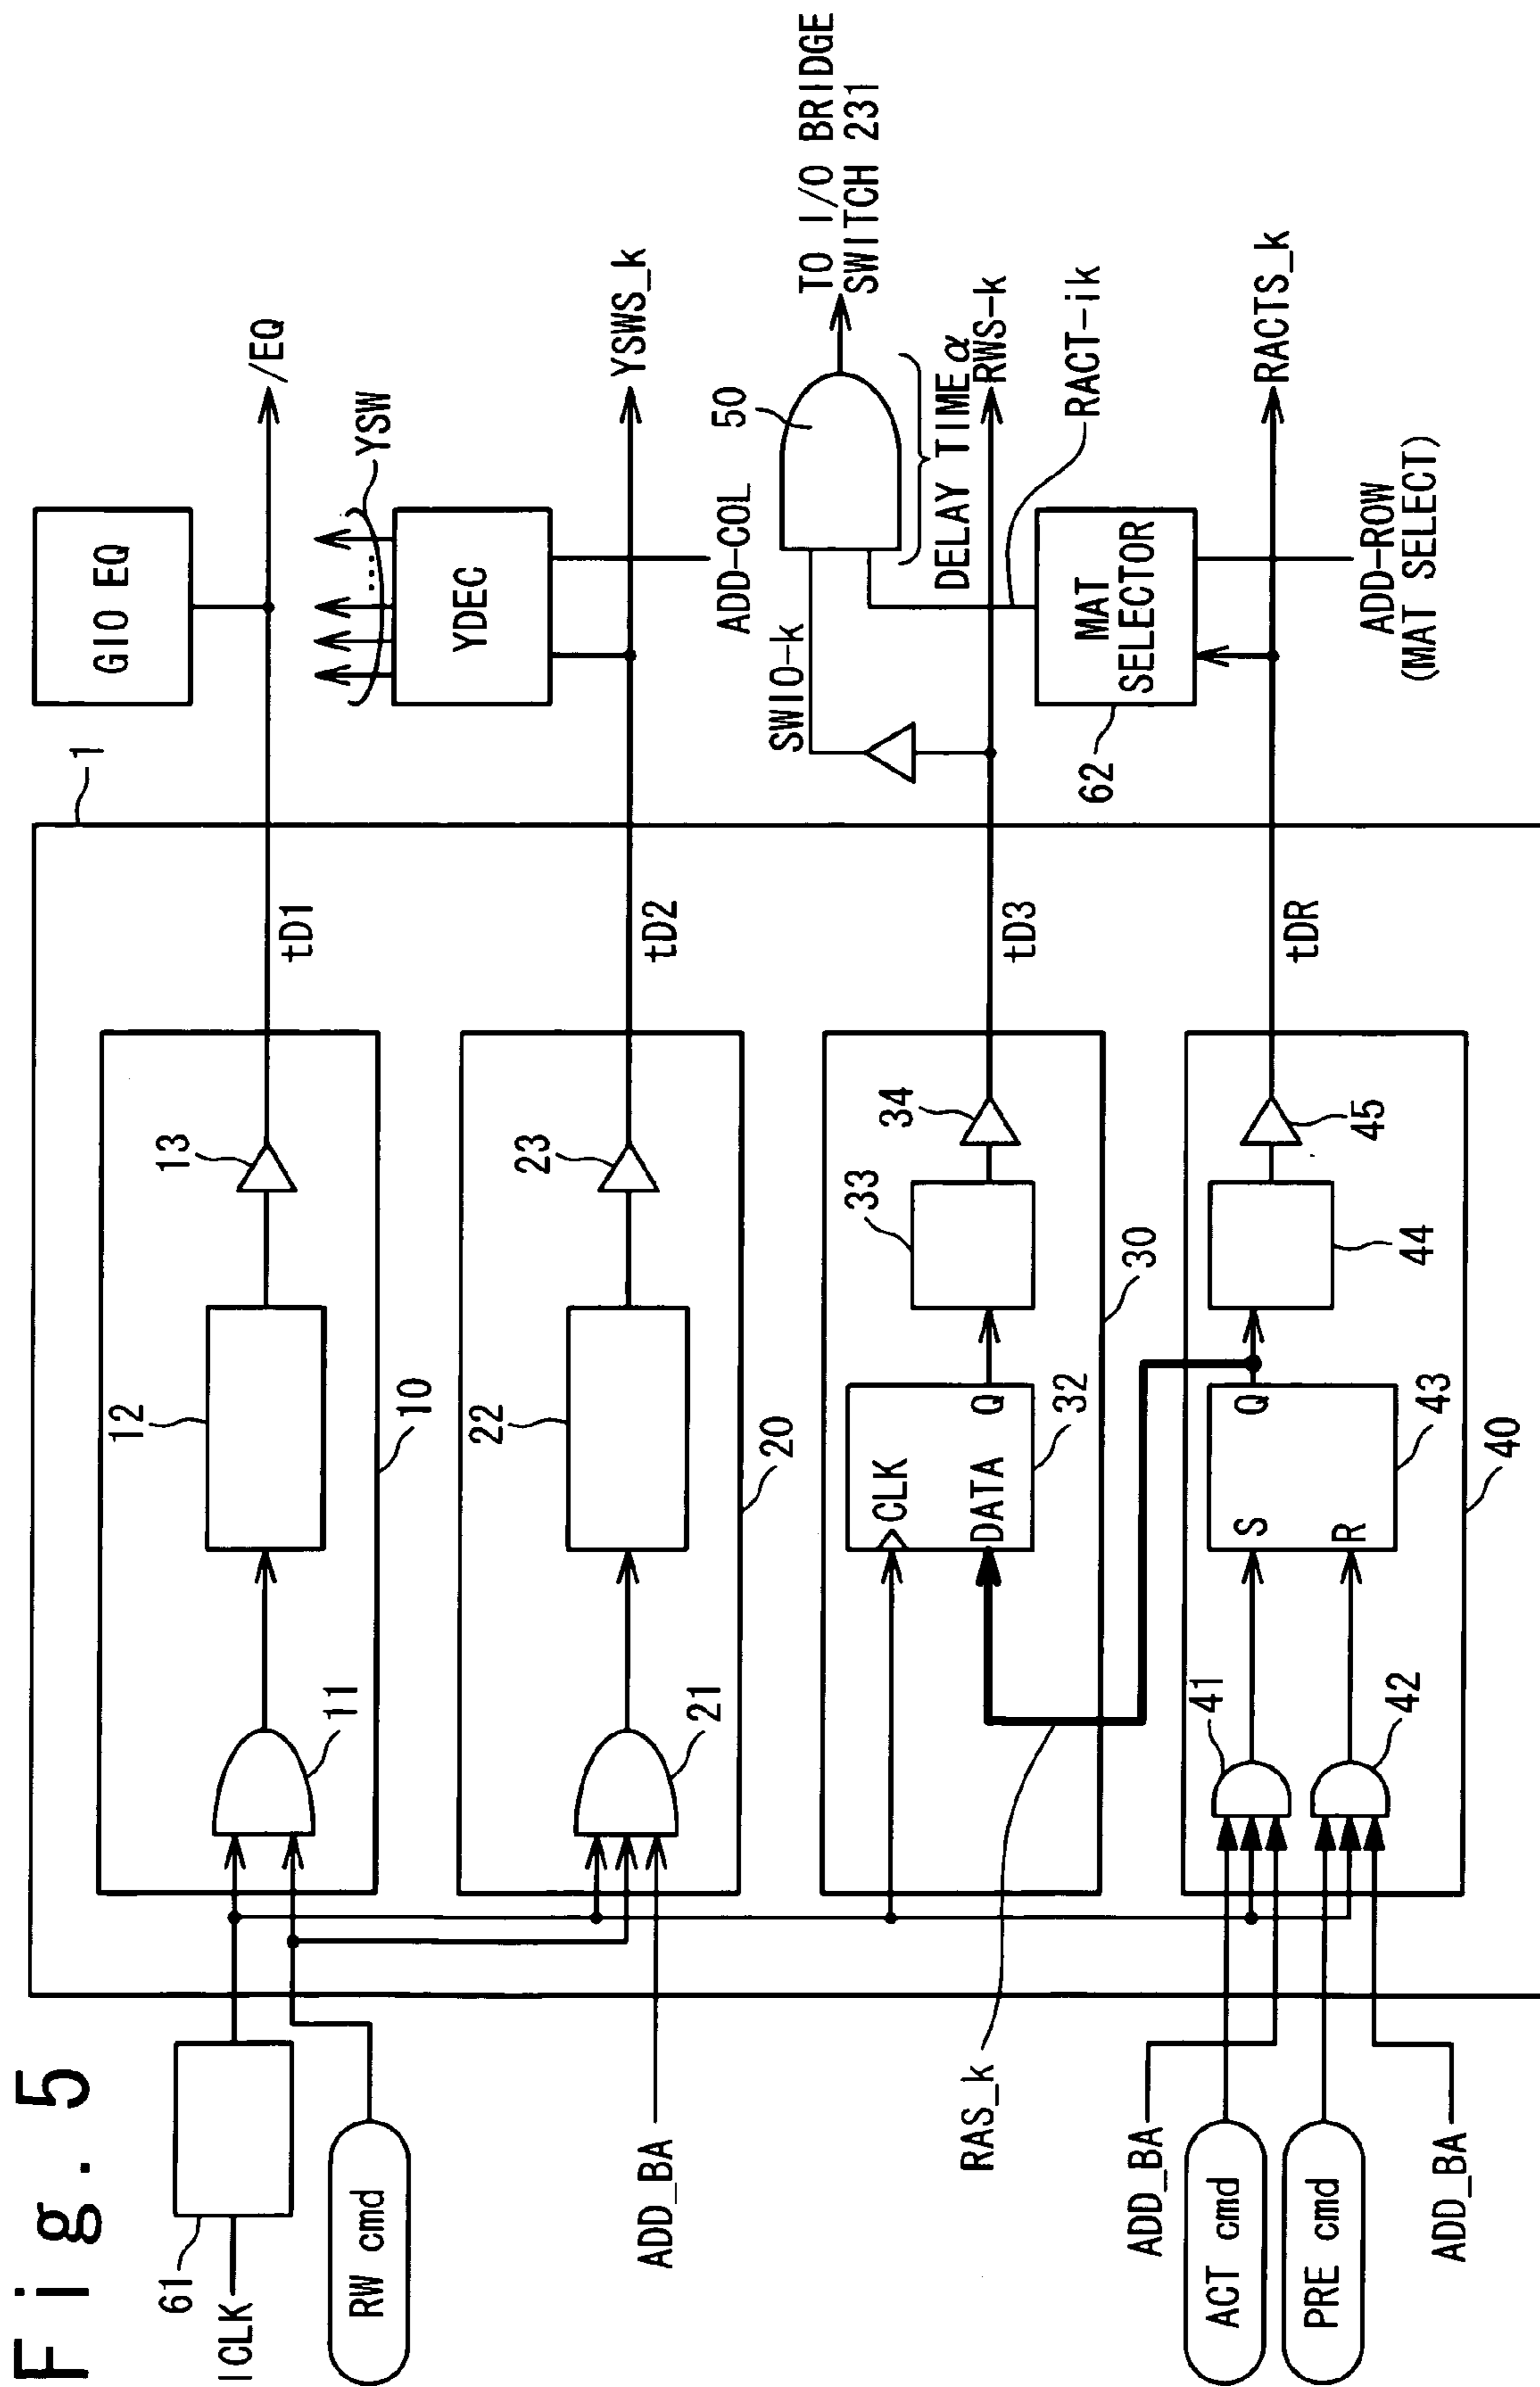 Fig. 5
61
ICLK
RW cmd
ADD_BA
RAS_k
ADD_BA
ACT cmd
PRE cmd
ADD_BA
1
11
12
13
10
tD1
GIO EQ
/EQ
21
22
23
20
tD2
YSW
...
YDEC
YSWS_k
ADD-COL
CLK
DATA
Q
32
33
34
30
tD3
SWIO-k
50
TO I/O BRIDGE
SWITCH 231
DELAY TIME α
RWS-k
RACT-ik
41
42
S
R
Q
43
44
45
40
tDR
62
MAT
SELECTOR
RACTS_k
ADD-ROW
(MAT SELECT)